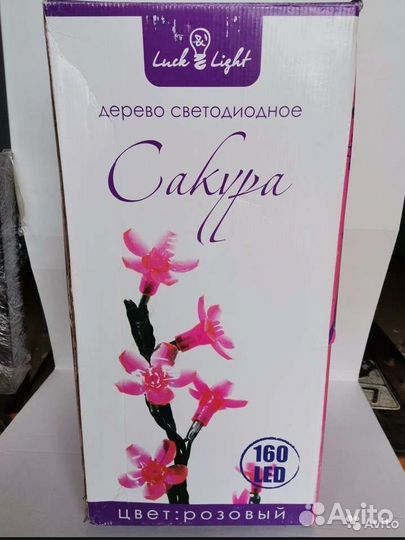 Luck & Light
дерево светодиодное
Сакура
160
LED
цвет:розовый
Avito